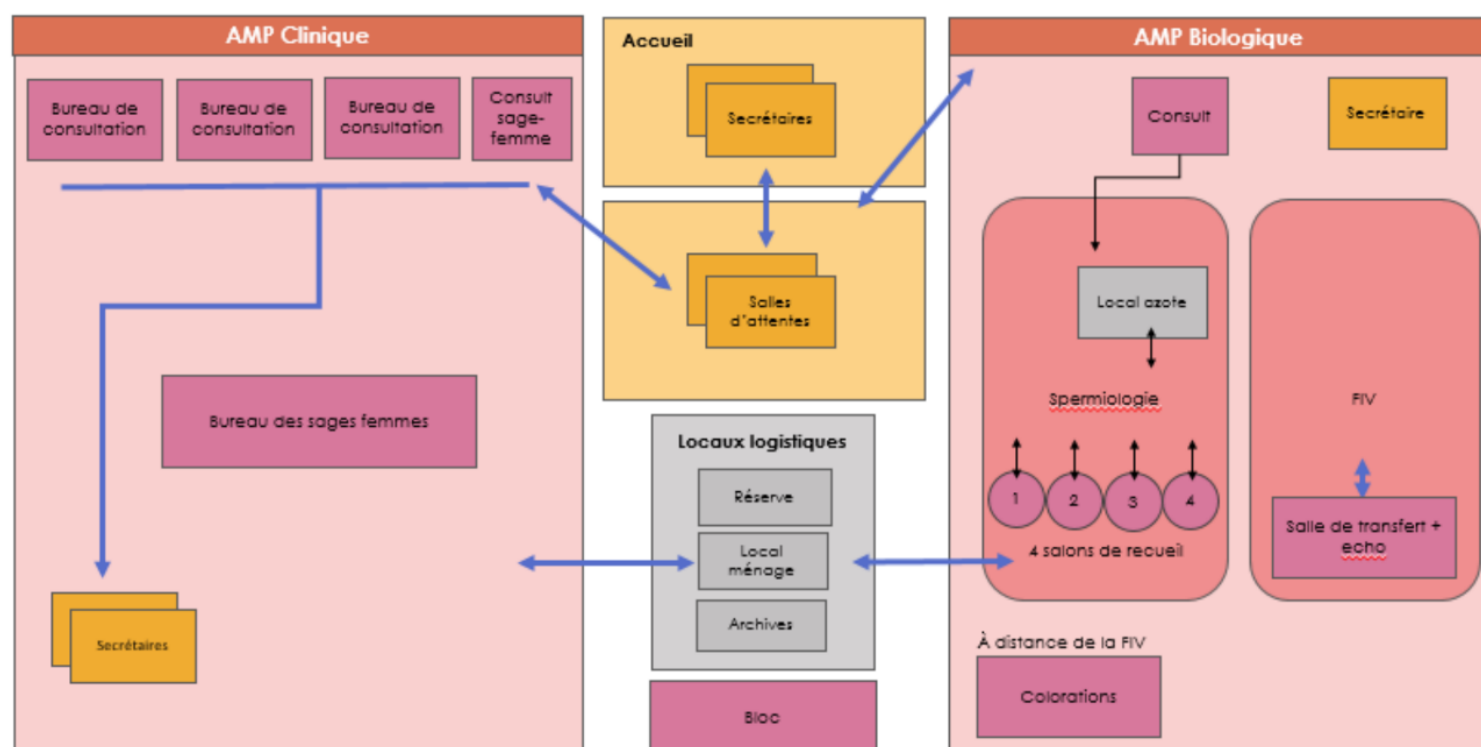 AMP Clinique
Bureau de
consultation
Bureau de
consultation
Bureau de
consultation
Consult
sage-
femme
Bureau des sages femmes
Secrétaires
Accueil
Secrétaires
Salles
d'attentes
Locaux logistiques
Réserve
Local
ménage
Archives
Bloc
AMP Biologique
Consult
Secrétaire
Local azote
Spermiologie
1 2 3 4
4 salons de recueil
FIV
Salle de transfert +
echo
À distance de la FIV
Colorations